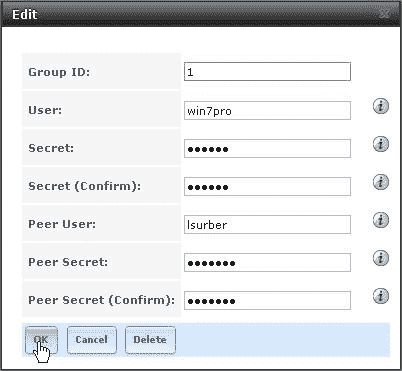 Edit
Group ID: 1
User: win7pro
Secret: ••••••
Secret (Confirm): ••••••
Peer User: lsurber
Peer Secret: •••••••
Peer Secret (Confirm): •••••••
OK Cancel Delete